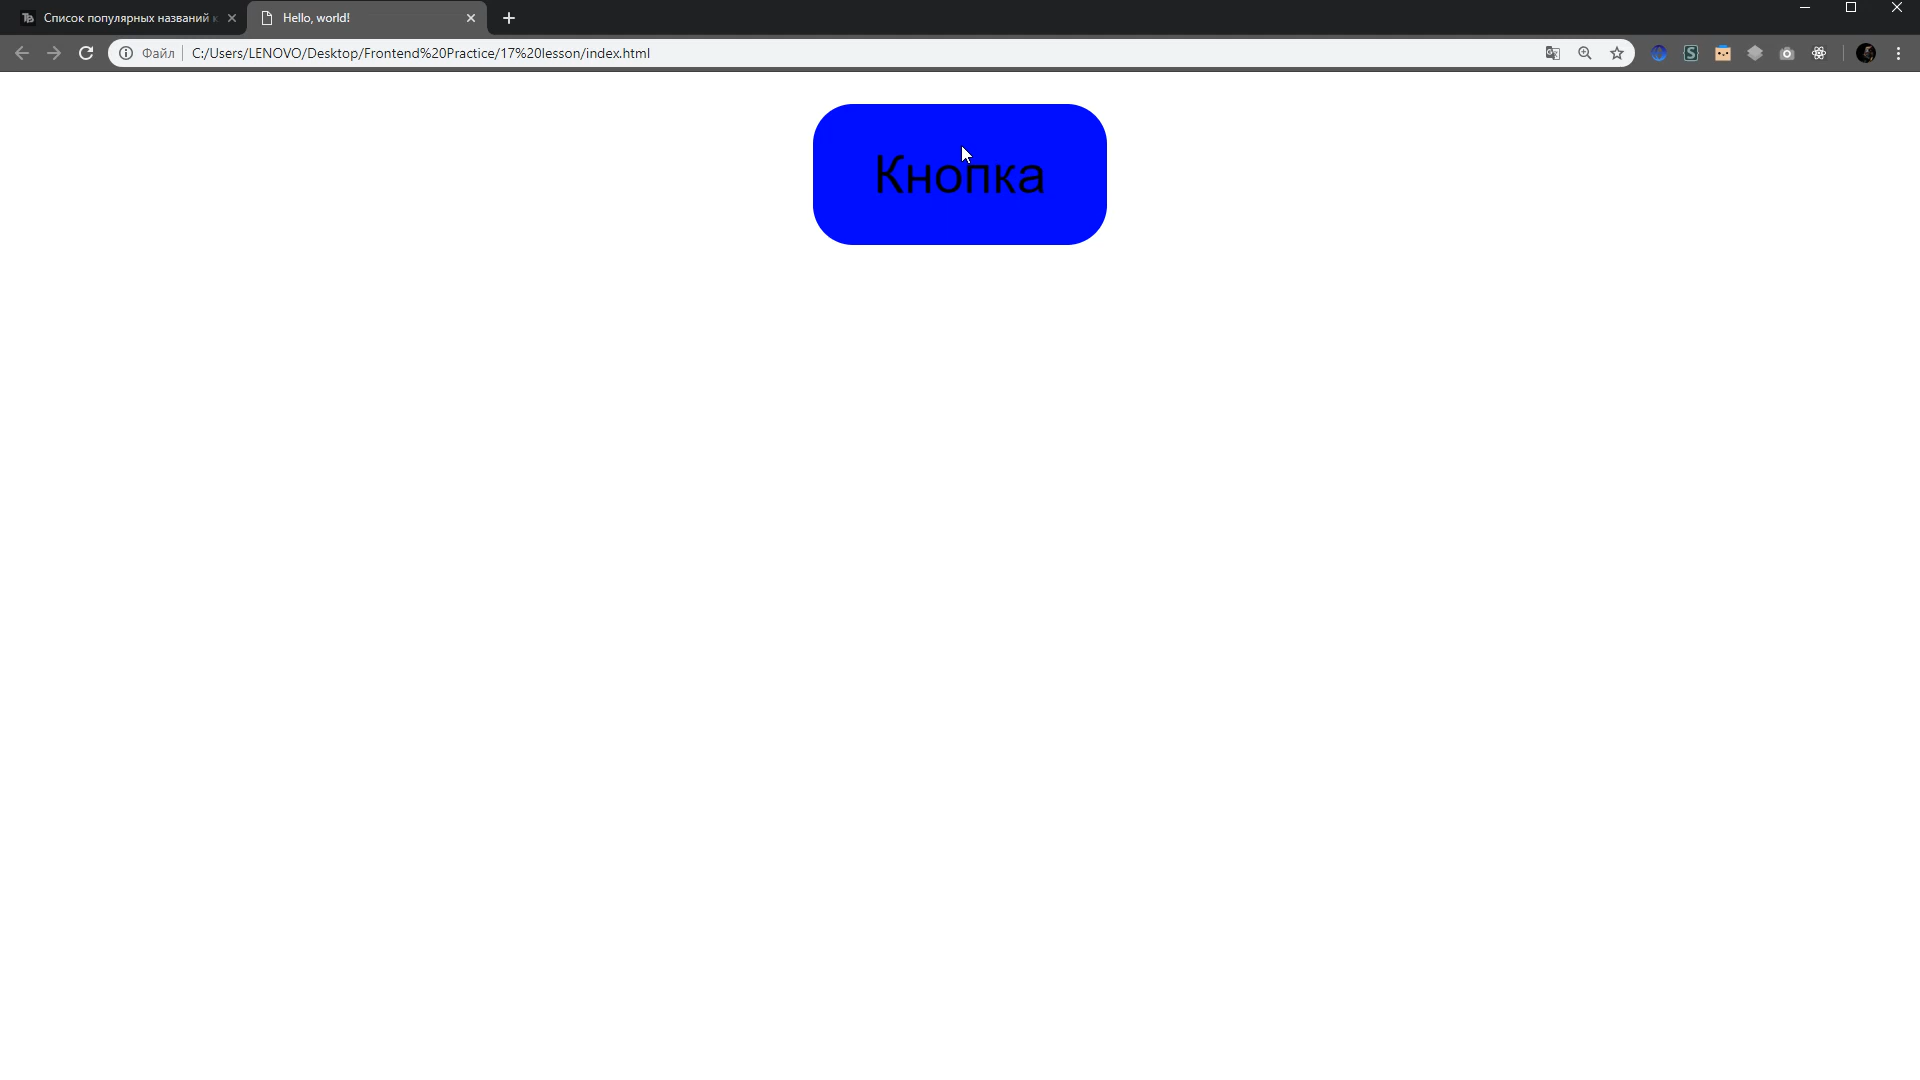 Список популярных названий
Hello, world!
Файл
C:/Users/LENOVO/Desktop/Frontend%20Practice/17%20lesson/index.html
Кнопка